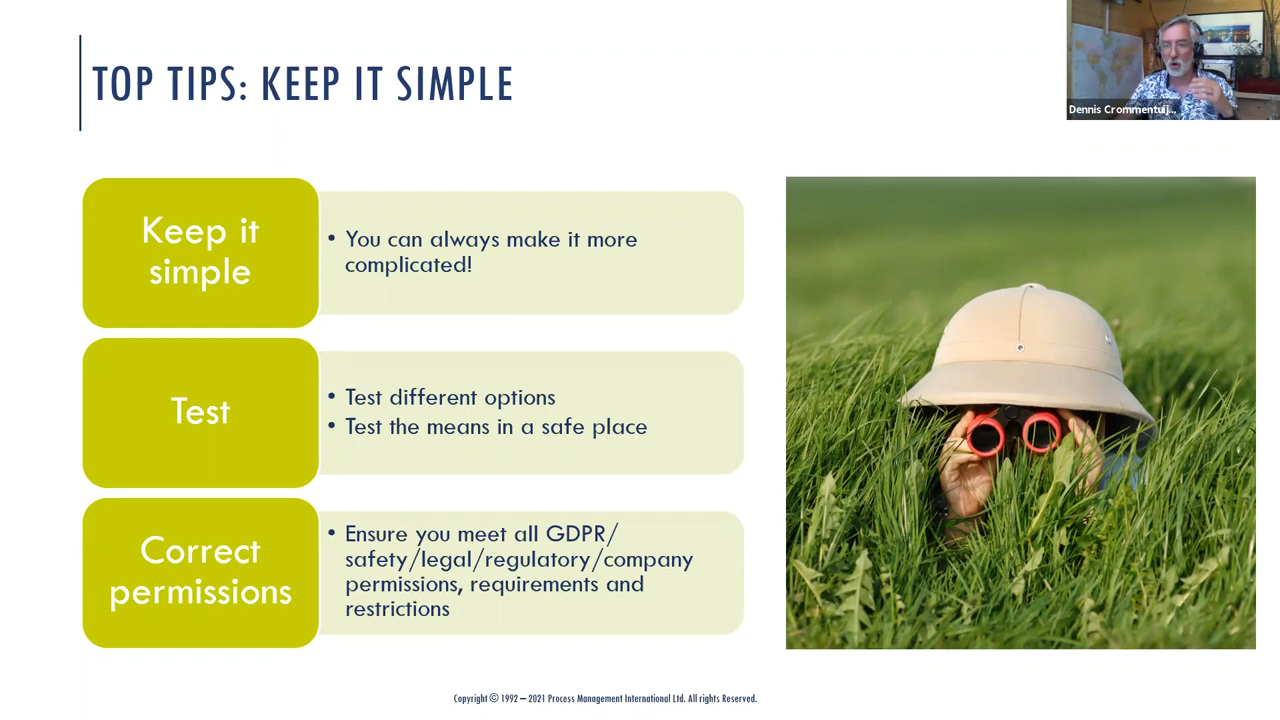 TOP TIPS: KEEP IT SIMPLE
Dennis Crommentuij...
Keep it
simple
• You can always make it more
complicated!
Test
• Test different options
• Test the means in a safe place
Correct
permissions
• Ensure you meet all GDPR/
safety/legal/regulatory/company
permissions, requirements and
restrictions
Copyright © 1992 – 2021 Process Management International Ltd. All rights Reserved.